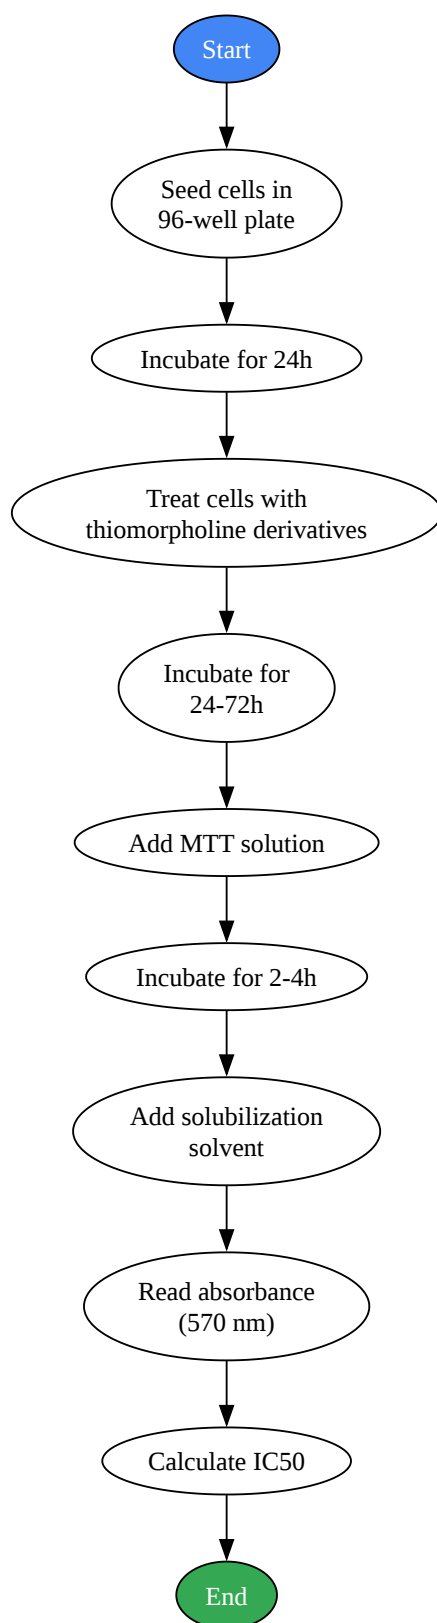 Start
Seed cells in
96-well plate
Incubate for 24h
Treat cells with
thiomorpholine derivatives
Incubate for
24-72h
Add MTT solution
Incubate for 2-4h
Add solubilization
solvent
Read absorbance
(570 nm)
Calculate IC50
End